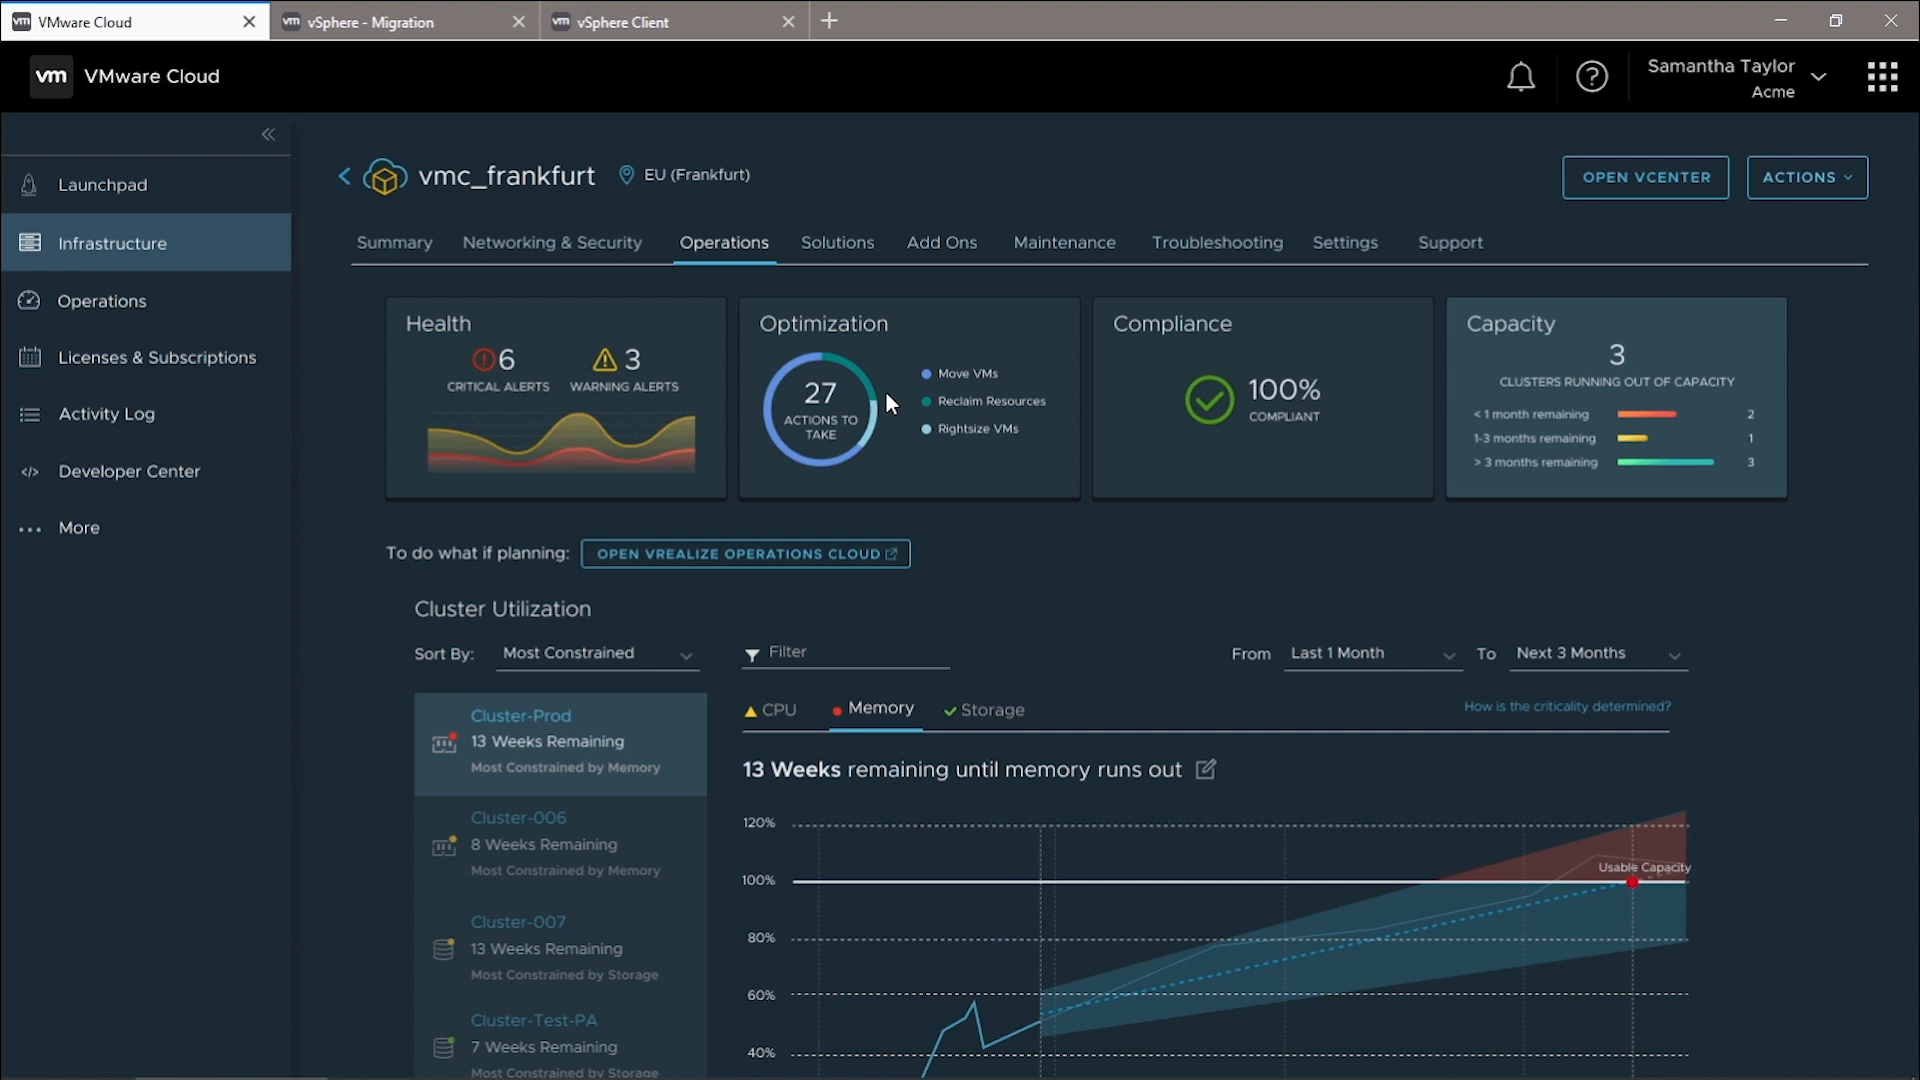 VMware Cloud
vSphere - Migration
vSphere Client
vm VMware Cloud
Samantha Taylor
Acme
Launchpad
Infrastructure
Operations
Licenses & Subscriptions
Activity Log
Developer Center
More
vmc_frankfurt
EU (Frankfurt)
OPEN VCENTER
ACTIONS
Summary
Networking & Security
Operations
Solutions
Add Ons
Maintenance
Troubleshooting
Settings
Support
Health
6
CRITICAL ALERTS
3
WARNING ALERTS
Optimization
27
ACTIONS TO
TAKE
Move VMs
Reclaim Resources
Rightsize VMs
Compliance
100%
COMPLIANT
Capacity
3
CLUSTERS RUNNING OUT OF CAPACITY
< 1 month remaining 2
1-3 months remaining 1
> 3 months remaining 3
To do what if planning:
OPEN VREALIZE OPERATIONS CLOUD
Cluster Utilization
Sort By: Most Constrained
Filter
From Last 1 Month To Next 3 Months
Cluster-Prod
13 Weeks Remaining
Most Constrained by Memory
Cluster-006
8 Weeks Remaining
Most Constrained by Memory
Cluster-007
13 Weeks Remaining
Most Constrained by Storage
Cluster-Test-PA
7 Weeks Remaining
Most Constrained by Storage
CPU
Memory
Storage
How is the criticality determined?
13 Weeks remaining until memory runs out
120%
100%
80%
60%
40%
Usable Capacity